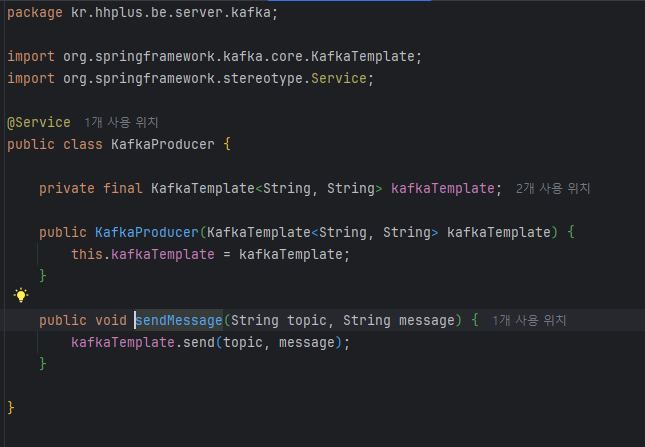 package kr.hhplus.be.server.kafka;
import org.springframework.kafka.core.KafkaTemplate;
import org.springframework.stereotype.Service;
@Service 1개 사용 위치
public class KafkaProducer {
private final KafkaTemplate<String, String> kafkaTemplate; 2개 사용 위치
public KafkaProducer(KafkaTemplate<String, String> kafkaTemplate) {
this.kafkaTemplate = kafkaTemplate;
}
public void sendMessage(String topic, String message) { 1개 사용 위치
kafkaTemplate.send(topic, message);
}
}